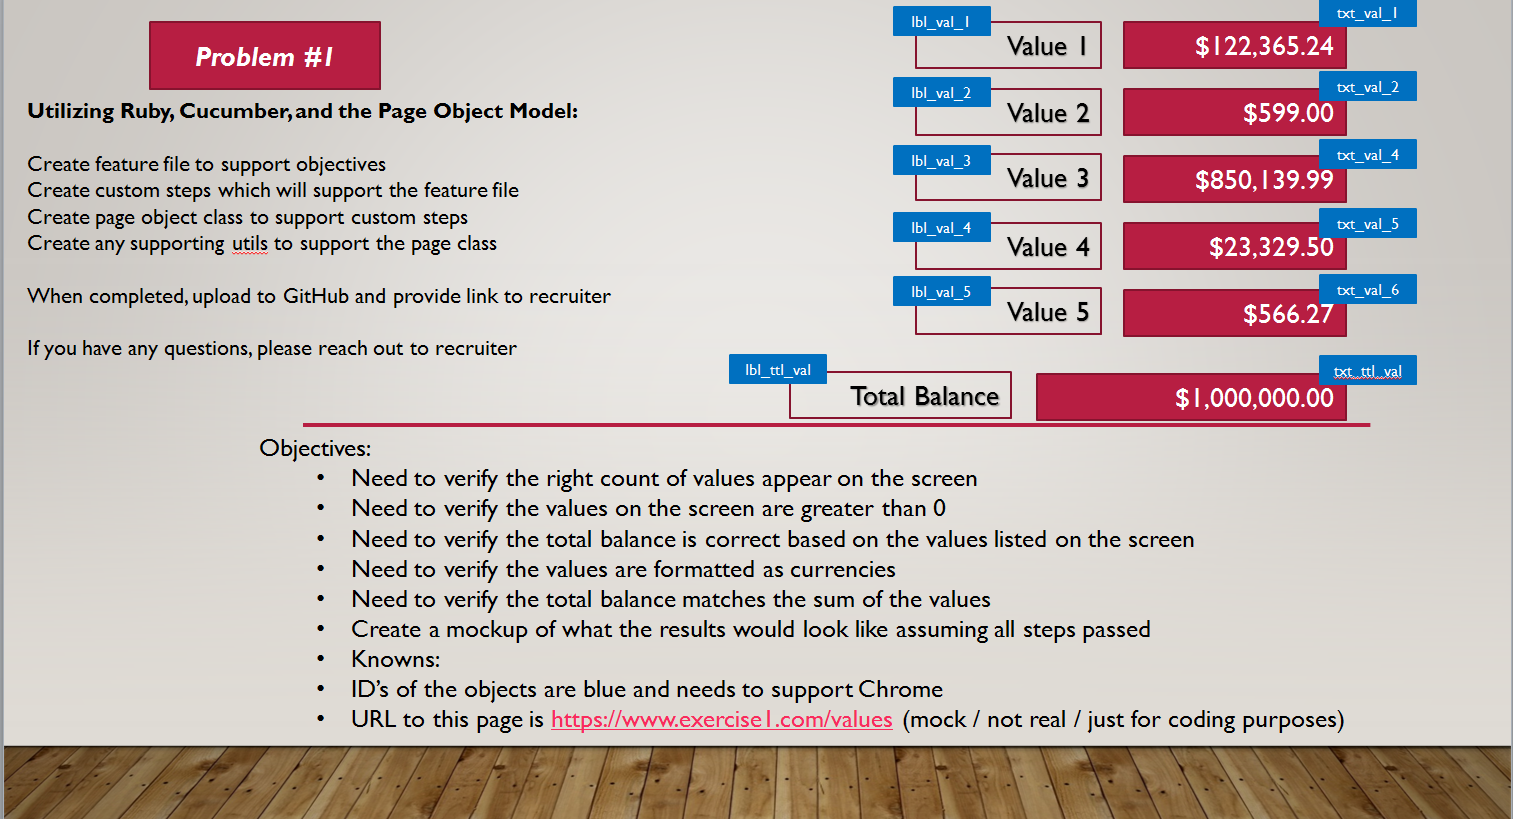 Problem #1
Utilizing Ruby, Cucumber, and the Page Object Model:
Create feature file to support objectives
Create custom steps which will support the feature file
Create page object class to support custom steps
Create any supporting utils to support the page class
When completed, upload to GitHub and provide link to recruiter
If you have any questions, please reach out to recruiter
lbl_val_1
Value 1
txt_val_1
$122,365.24
lbl_val_2
Value 2
txt_val_2
$599.00
lbl_val_3
Value 3
txt_val_4
$850,139.99
lbl_val_4
Value 4
txt_val_5
$23,329.50
lbl_val_5
Value 5
txt_val_6
$566.27
lbl_ttl_val
Total Balance
txt_ttl_val
$1,000,000.00
Objectives:
• Need to verify the right count of values appear on the screen
• Need to verify the values on the screen are greater than 0
• Need to verify the total balance is correct based on the values listed on the screen
• Need to verify the values are formatted as currencies
• Need to verify the total balance matches the sum of the values
• Create a mockup of what the results would look like assuming all steps passed
• Knowns:
• ID's of the objects are blue and needs to support Chrome
• URL to this page is https://www.exercise1.com/values (mock / not real / just for coding purposes)